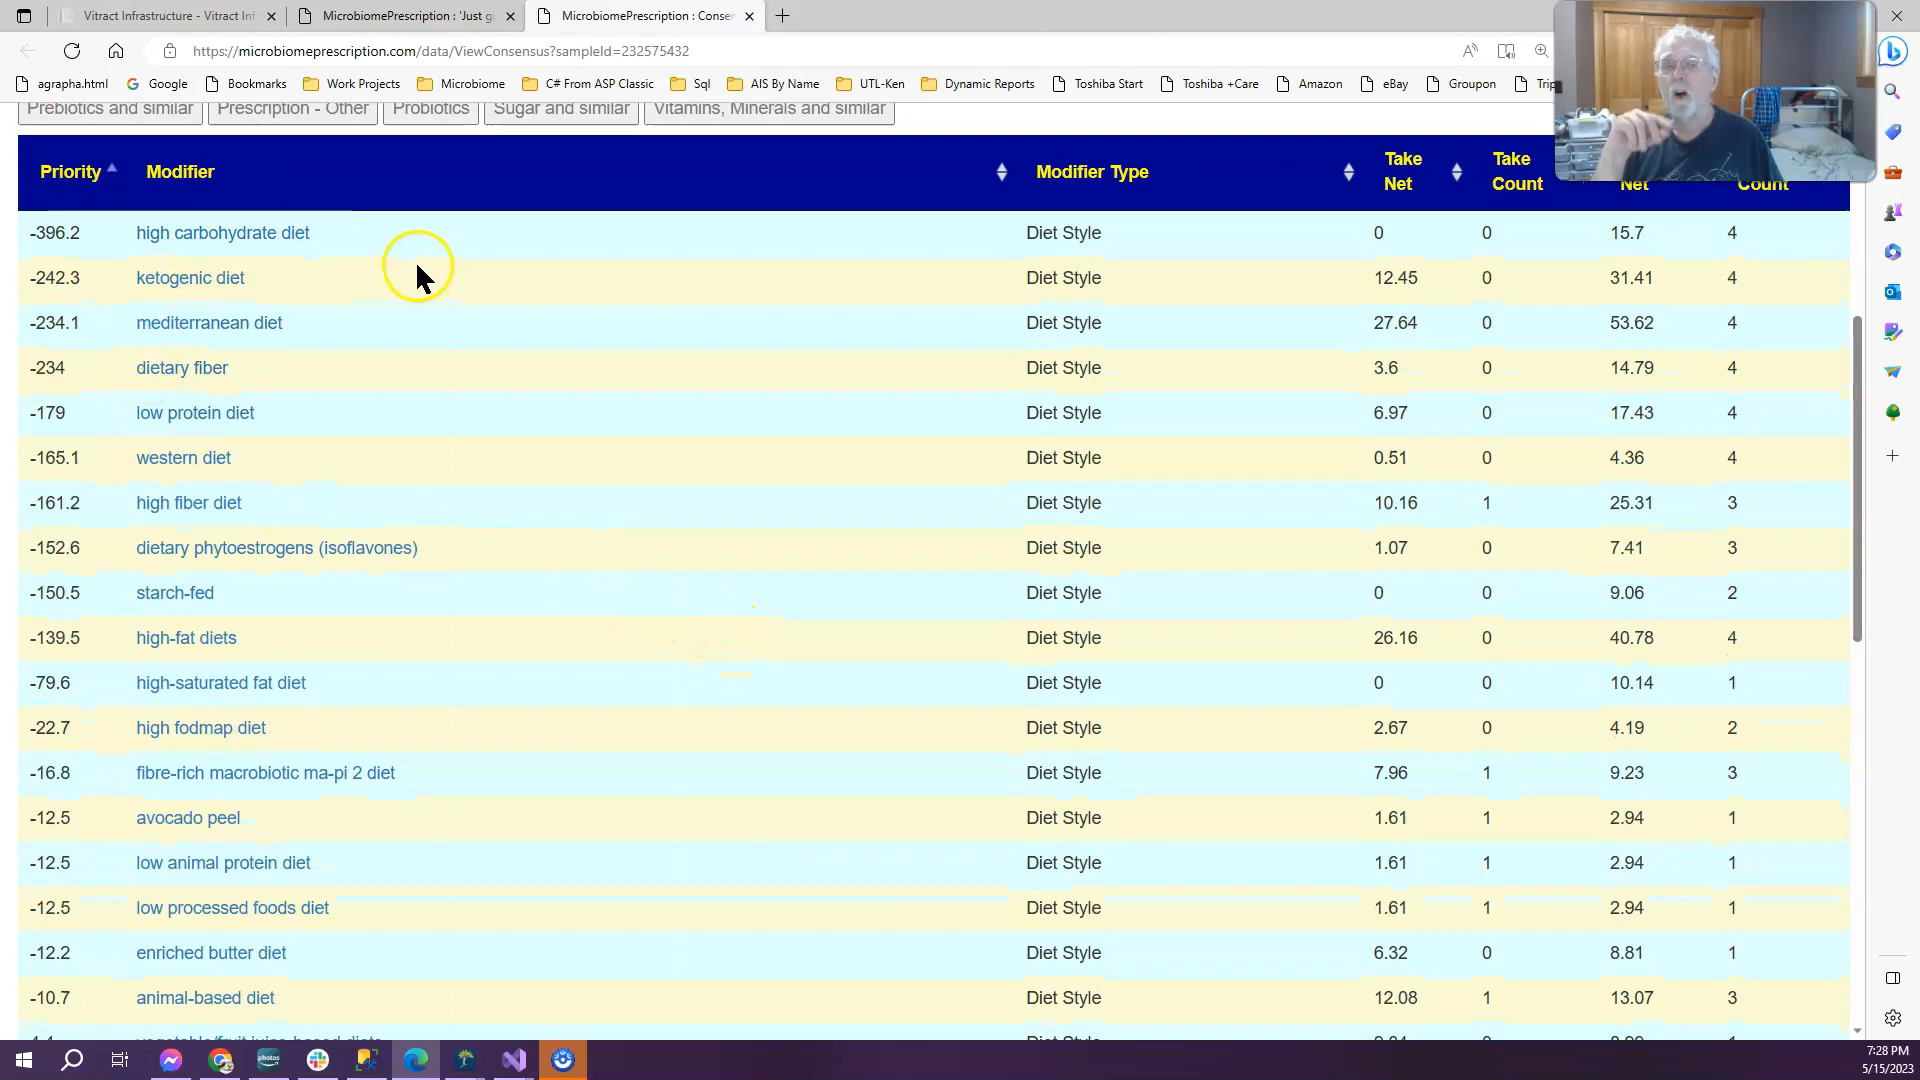 Vitract Infrastructure - Vitract Inf
MicrobiomePrescription : 'Just gi
MicrobiomePrescription : Conser
https://microbiomeprescription.com/data/ViewConsensus?sampleId=232575432
agrapha.html Google Bookmarks Work Projects Microbiome C# From ASP Classic Sql AIS By Name UTL-Ken Dynamic Reports Toshiba Start Toshiba +Care Amazon eBay Groupon Trip
Prebiotics and similar Prescription - Other Probiotics Sugar and similar Vitamins, Minerals and similar
Priority Modifier Modifier Type Take Net Take Count Net Count
-396.2 high carbohydrate diet Diet Style 0 0 15.7 4
-242.3 ketogenic diet Diet Style 12.45 0 31.41 4
-234.1 mediterranean diet Diet Style 27.64 0 53.62 4
-234 dietary fiber Diet Style 3.6 0 14.79 4
-179 low protein diet Diet Style 6.97 0 17.43 4
-165.1 western diet Diet Style 0.51 0 4.36 4
-161.2 high fiber diet Diet Style 10.16 1 25.31 3
-152.6 dietary phytoestrogens (isoflavones) Diet Style 1.07 0 7.41 3
-150.5 starch-fed Diet Style 0 0 9.06 2
-139.5 high-fat diets Diet Style 26.16 0 40.78 4
-79.6 high-saturated fat diet Diet Style 0 0 10.14 1
-22.7 high fodmap diet Diet Style 2.67 0 4.19 2
-16.8 fibre-rich macrobiotic ma-pi 2 diet Diet Style 7.96 1 9.23 3
-12.5 avocado peel Diet Style 1.61 1 2.94 1
-12.5 low animal protein diet Diet Style 1.61 1 2.94 1
-12.5 low processed foods diet Diet Style 1.61 1 2.94 1
-12.2 enriched butter diet Diet Style 6.32 0 8.81 1
-10.7 animal-based diet Diet Style 12.08 1 13.07 3
photos
7:28 PM
5/15/2023